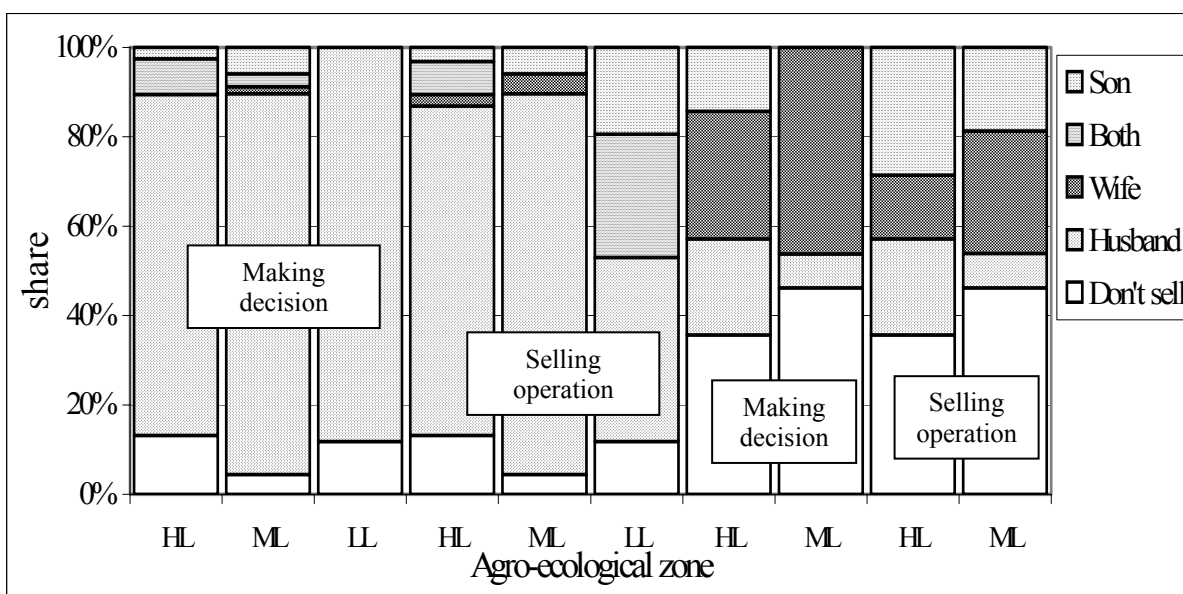 100%
80%
60%
40%
20%
0%
share
Making
decision
Selling
operation
Making
decision
Selling
operation
HL ML LL HL ML LL HL ML HL ML
Agro-ecological zone
Son
Both
Wife
Husband
Don't sell